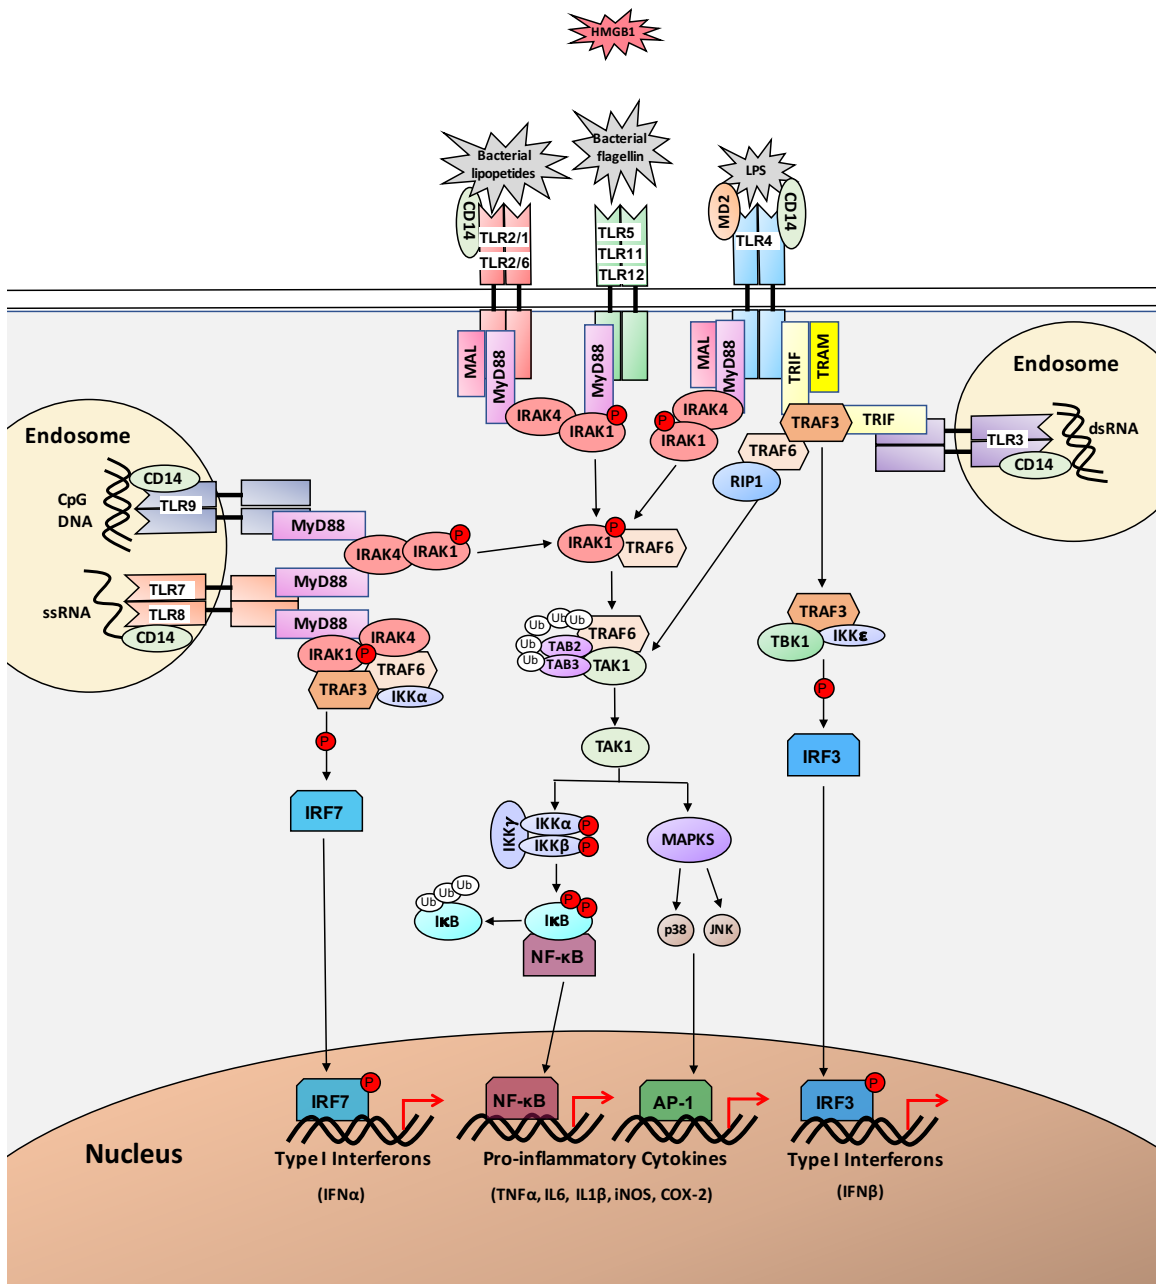 HMGB1
Bacterial
lipopetides
Bacterial
flagellin
LPS
CD14
TLR2/1
TLR2/6
TLR5
TLR11
TLR12
MD2
CD14
TLR4
MAL
MyD88
IRAK4
MyD88
IRAK1
P
MAL
MyD88
IRAK4
P
IRAK1
TRIF
TRAM
TRAF3
TRIF
TRAF6
RIP1
Endosome
TLR3
CD14
dsRNA
Endosome
CpG
DNA
CD14
TLR9
MyD88
IRAK4
IRAK1
P
ssRNA
TLR7
TLR8
CD14
MyD88
MyD88
IRAK4
IRAK1
P
TRAF6
TRAF3
IKKα
P
IRF7
P
IRAK1
TRAF6
Ub
Ub
Ub
Ub
Ub
TRAF6
TAB2
TAB3
TAK1
TAK1
TRAF3
TBK1
IKKε
P
IRF3
IKKγ
IKKα
P
IKKβ
P
MAPKS
Ub
Ub
Ub
IκB
P
P
IκB
NF-κB
p38
JNK
IRF7
P
NF-κB
AP-1
IRF3
P
Nucleus
Type I Interferons
(IFNα)
Pro-inflammatory Cytokines
(TNFα, IL6, IL1β, iNOS, COX-2)
Type I Interferons
(IFNβ)